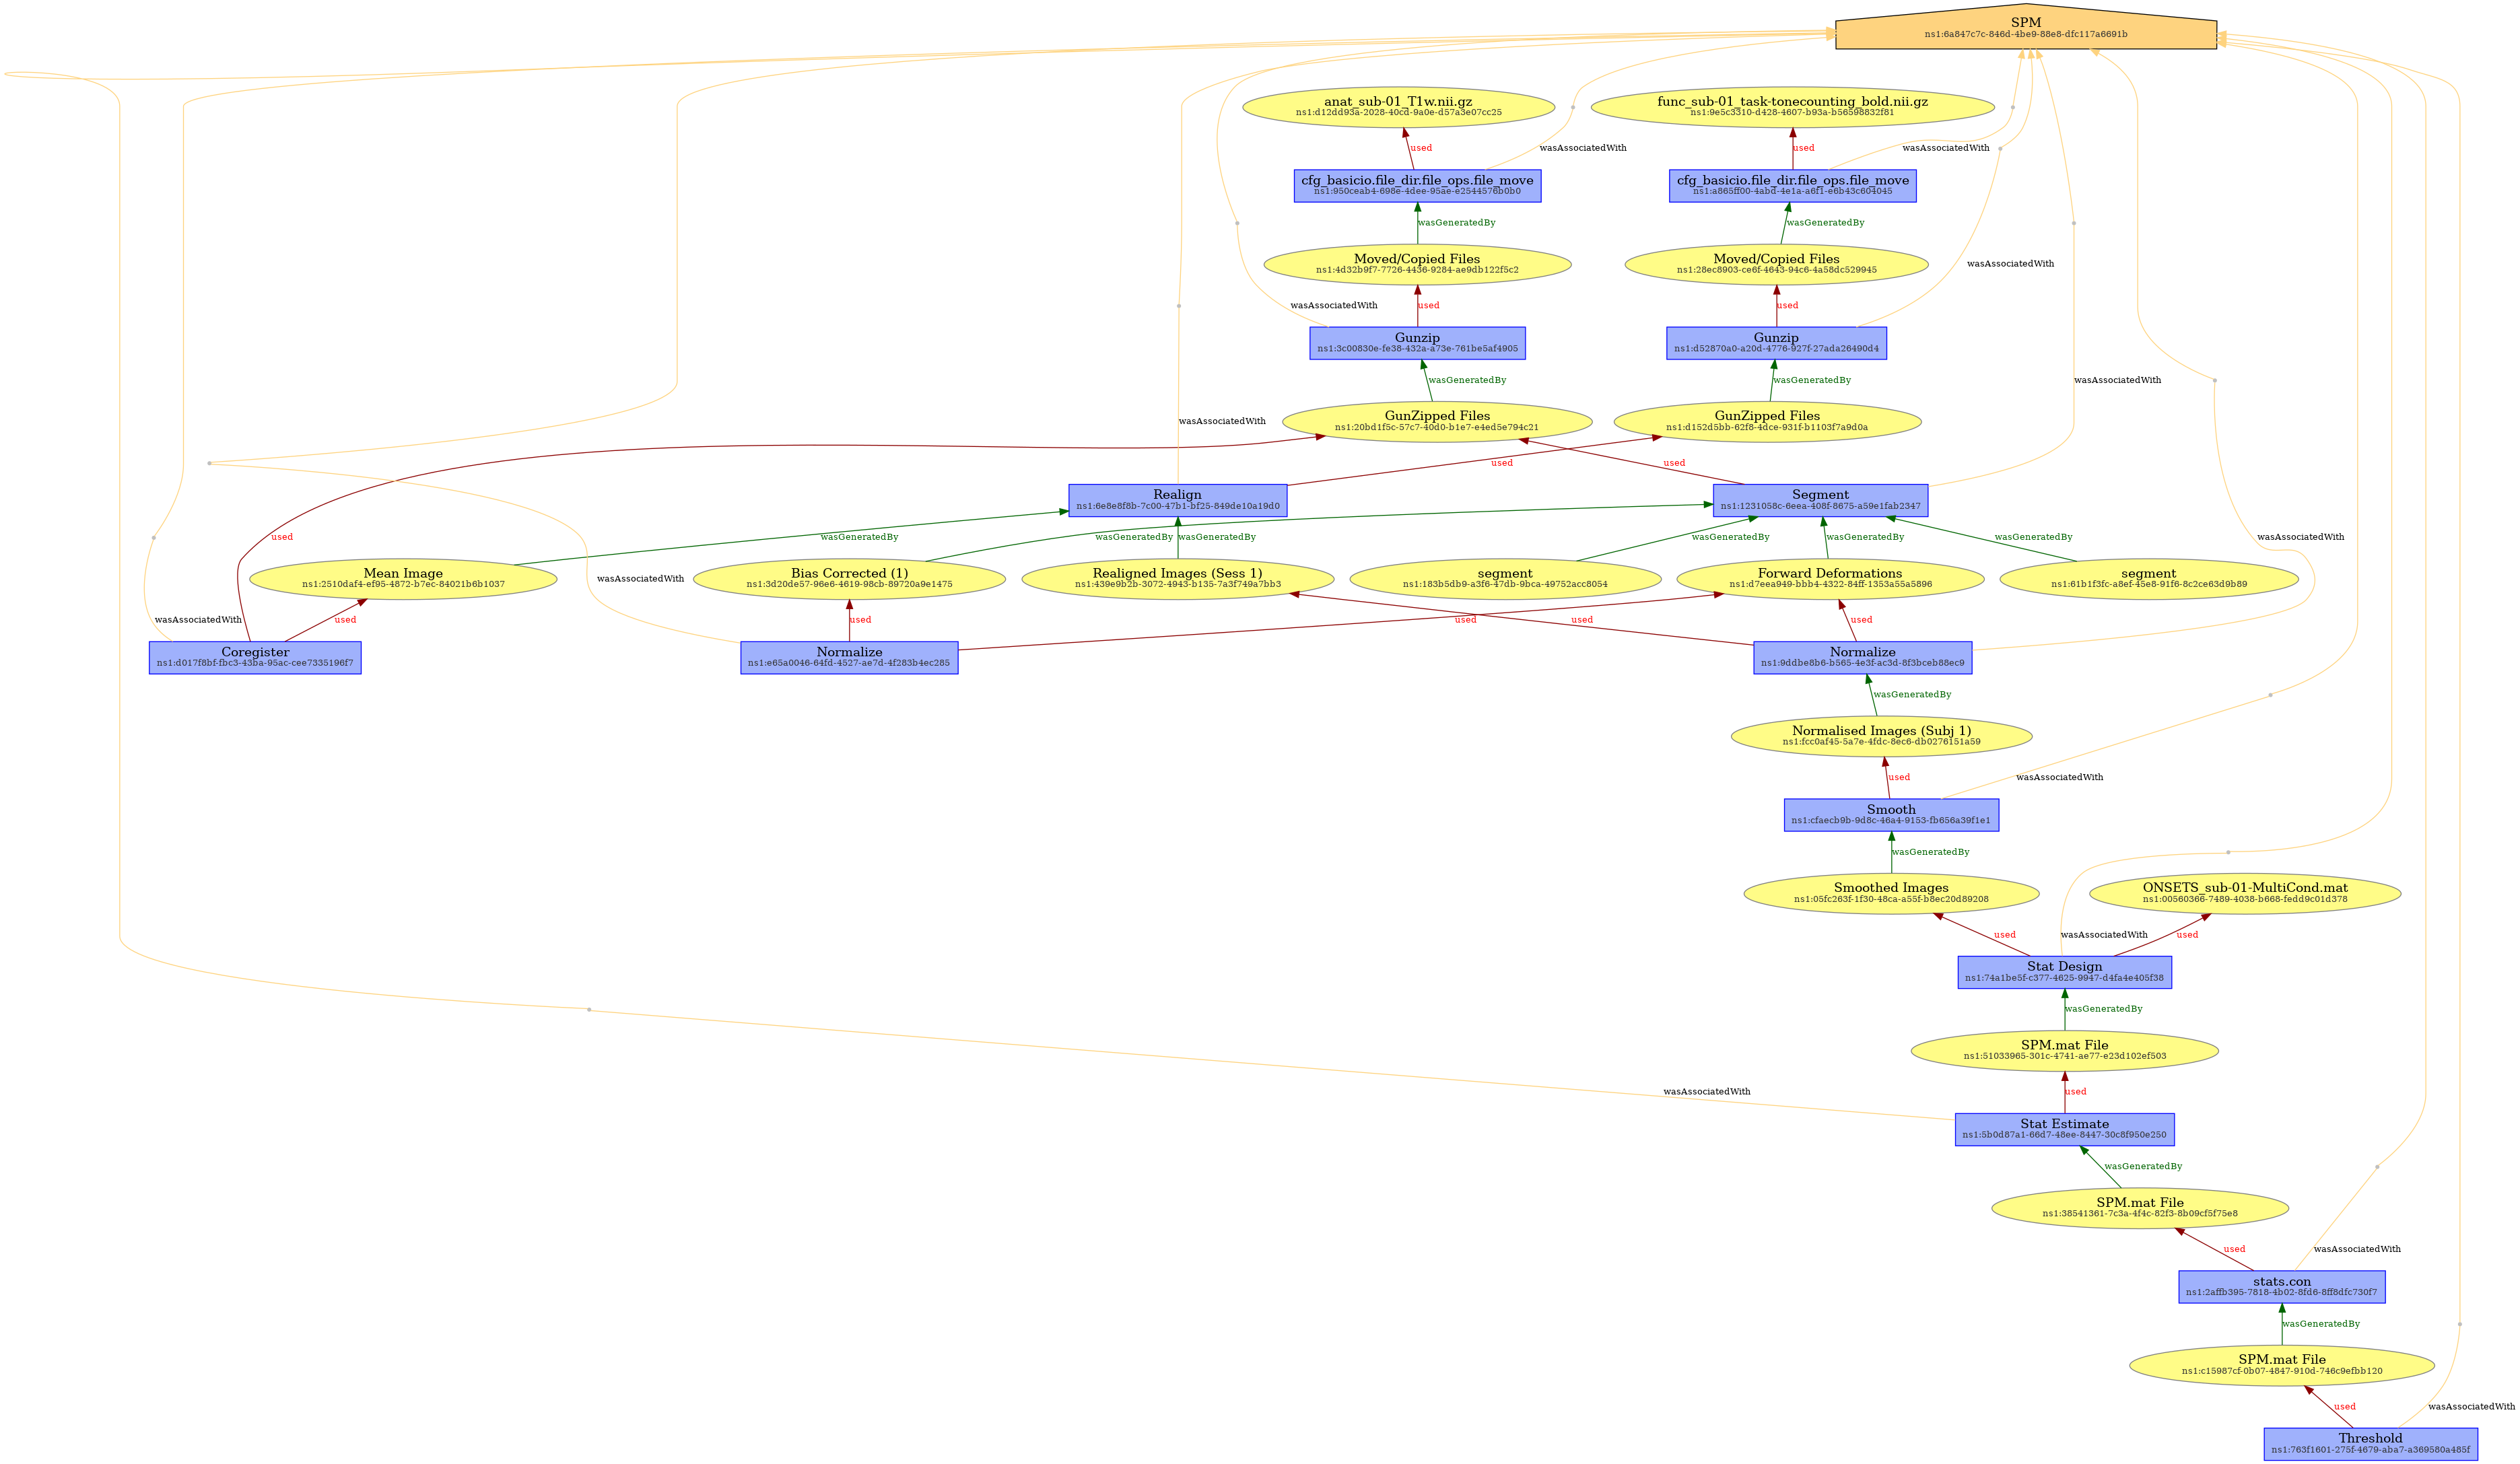 SPM
ns1:6a847c7c-846d-4be9-88e8-dfc117a6691b
anat_sub-01_T1w.nii.gz
ns1:d12dd93a-2028-40cd-9a0e-d57a3e07cc25
func_sub-01_task-tonecounting_bold.nii.gz
ns1:9e5c3310-d428-4607-b93a-b56598832f81
used
wasAssociatedWith
used
wasAssociatedWith
cfg_basicio.file_dir.file_ops.file_move
ns1:950ceab4-698e-4dee-95ae-e2544576b0b0
cfg_basicio.file_dir.file_ops.file_move
ns1:a865ff00-4abd-4e1a-a6f1-e6b43c604045
wasGeneratedBy
wasGeneratedBy
Moved/Copied Files
ns1:4d32b9f7-7726-4436-9284-ae9db122f5c2
Moved/Copied Files
ns1:28ec8903-ce6f-4643-94c6-4a58dc529945
wasAssociatedWith
wasAssociatedWith
used
used
Gunzip
ns1:3c00830e-fe38-432a-a73e-761be5af4905
Gunzip
ns1:d52870a0-a20d-4776-927f-27ada26490d4
wasGeneratedBy
wasGeneratedBy
wasAssociatedWith
GunZipped Files
ns1:20bd1f5c-57c7-40d0-b1e7-e4ed5e794c21
GunZipped Files
ns1:d152d5bb-62f8-4dce-931f-b1103f7a9d0a
wasAssociatedWith
used
used
Realign
ns1:6e8e8f8b-7c00-47b1-bf25-849de10a19d0
Segment
ns1:1231058c-6eea-408f-8675-a59e1fab2347
used
wasGeneratedBy
wasGeneratedBy
wasGeneratedBy
wasGeneratedBy
wasGeneratedBy
wasGeneratedBy
wasAssociatedWith
Mean Image
ns1:2510daf4-ef95-4872-b7ec-84021b6b1037
wasAssociatedWith
Bias Corrected (1)
ns1:3d20de57-96e6-4619-98cb-89720a9e1475
Realigned Images (Sess 1)
ns1:439e9b2b-3072-4943-b135-7a3f749a7bb3
segment
ns1:183b5db9-a3f6-47db-9bca-49752acc8054
Forward Deformations
ns1:d7eea949-bbb4-4322-84ff-1353a55a5896
segment
ns1:61b1f3fc-a8ef-45e8-91f6-8c2ce63d9b89
wasAssociatedWith
used
used
used
used
used
Coregister
ns1:d017f8bf-fbc3-43ba-95ac-cee7335196f7
Normalize
ns1:e65a0046-64fd-4527-ae7d-4f283b4ec285
Normalize
ns1:9ddbe8b6-b565-4e3f-ac3d-8f3bceb88ec9
wasGeneratedBy
Normalised Images (Subj 1)
ns1:fcc0af45-5a7e-4fdc-8ec6-db0276151a59
used
wasAssociatedWith
Smooth
ns1:cfaecb9b-9d8c-46a4-9153-fb656a39f1e1
wasGeneratedBy
Smoothed Images
ns1:05fc263f-1f30-48ca-a55f-b8ec20d89208
ONSETS_sub-01-MultiCond.mat
ns1:00560366-7489-4038-b668-fedd9c01d378
used
wasAssociatedWith
used
Stat Design
ns1:74a1be5f-c377-4625-9947-d4fa4e405f38
wasGeneratedBy
SPM.mat File
ns1:51033965-301c-4741-ae77-e23d102ef503
wasAssociatedWith
used
Stat Estimate
ns1:5b0d87a1-66d7-48ee-8447-30c8f950e250
wasGeneratedBy
SPM.mat File
ns1:38541361-7c3a-4f4c-82f3-8b09cf5f75e8
used
wasAssociatedWith
stats.con
ns1:2affb395-7818-4b02-8fd6-8ff8dfc730f7
wasGeneratedBy
SPM.mat File
ns1:c15987cf-0b07-4847-910d-746c9efbb120
used
wasAssociatedWith
Threshold
ns1:763f1601-275f-4679-aba7-a369580a485f